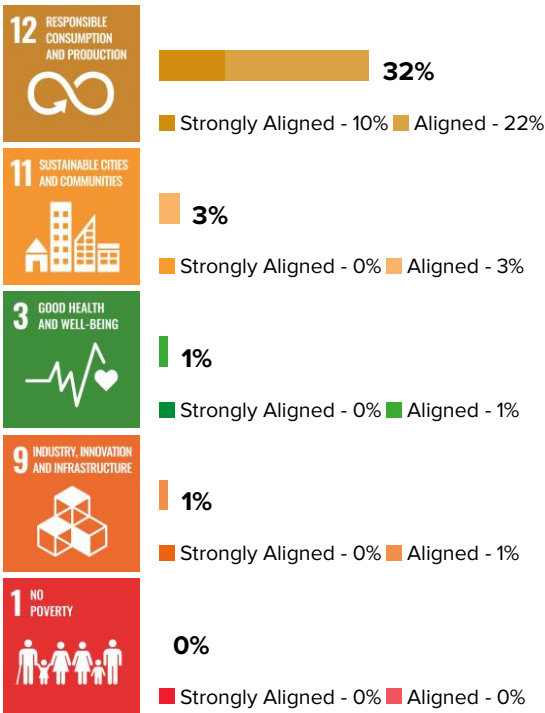 12 RESPONSIBLE
CONSUMPTION
AND PRODUCTION
32%
Strongly Aligned - 10% Aligned - 22%
11 SUSTAINABLE CITIES
AND COMMUNITIES
3%
Strongly Aligned - 0% Aligned - 3%
3 GOOD HEALTH
AND WELL-BEING
1%
Strongly Aligned - 0% Aligned - 1%
9 INDUSTRY, INNOVATION
AND INFRASTRUCTURE
1%
Strongly Aligned - 0% Aligned - 1%
1 NO
POVERTY
0%
Strongly Aligned - 0% Aligned - 0%